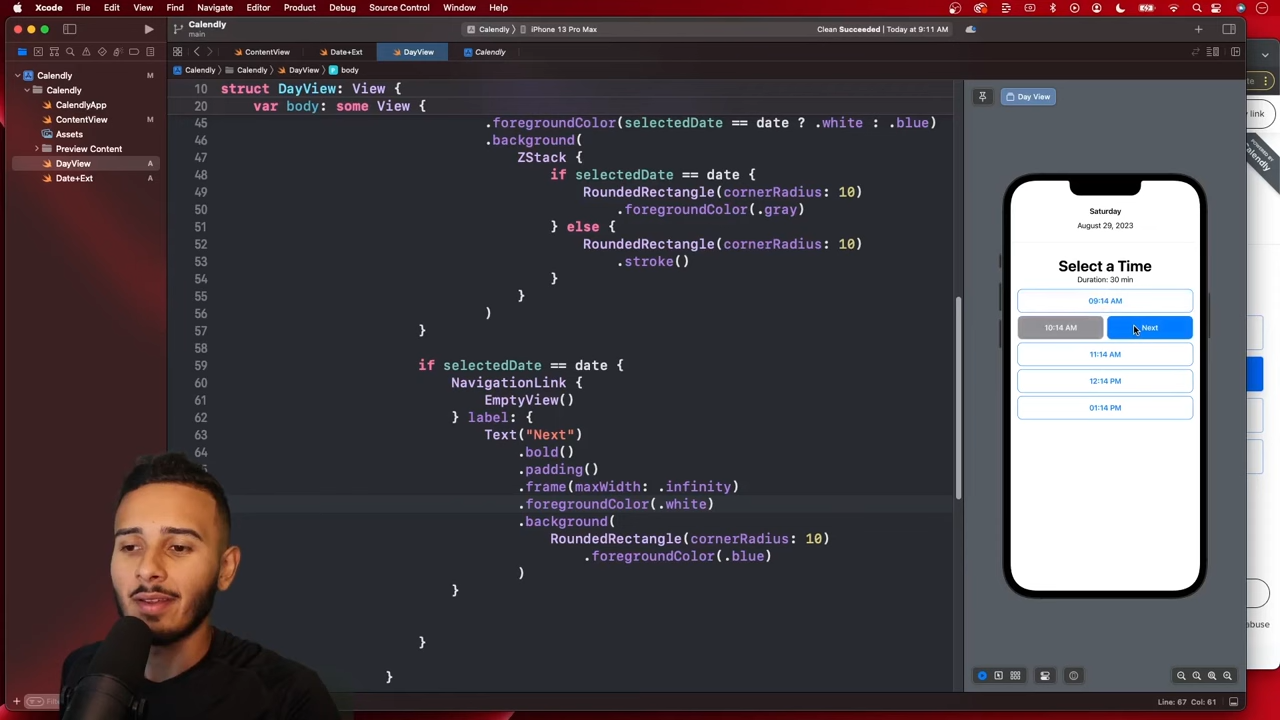 Xcode File Edit View Find Navigate Editor Product Debug Source Control Window Help
Calendly
main
Calendly
iPhone 13 Pro Max
Clean Succeeded | Today at 9:11 AM
ContentView
Date+Ext
DayView
Calendly
Calendly
M
Calendly
CalendlyApp
ContentView
M
Assets
Preview Content
DayView
A
Date+Ext
A
Calendly
Calendly
DayView
body
10 struct DayView: View {
20 var body: some View {
45 .foregroundColor(selectedDate == date ? .white : .blue)
46 .background(
47 ZStack {
48 if selectedDate == date {
49 RoundedRectangle(cornerRadius: 10)
50 .foregroundColor(.gray)
51 } else {
52 RoundedRectangle(cornerRadius: 10)
53 .stroke()
54 }
55 }
56 )
57 }
58
59 if selectedDate == date {
60 NavigationLink {
61 EmptyView()
62 } label: {
63 Text("Next")
64 .bold()
.padding()
.frame(maxWidth: .infinity)
.foregroundColor(.white)
.background(
RoundedRectangle(cornerRadius: 10)
.foregroundColor(.blue)
)
}
}
}
Day View
Saturday
August 29, 2023
Select a Time
Duration: 30 min
09:14 AM
10:14 AM
Next
11:14 AM
12:14 PM
01:14 PM
link
POWERED BY
Calendly
abuse
Line: 67 Col: 61